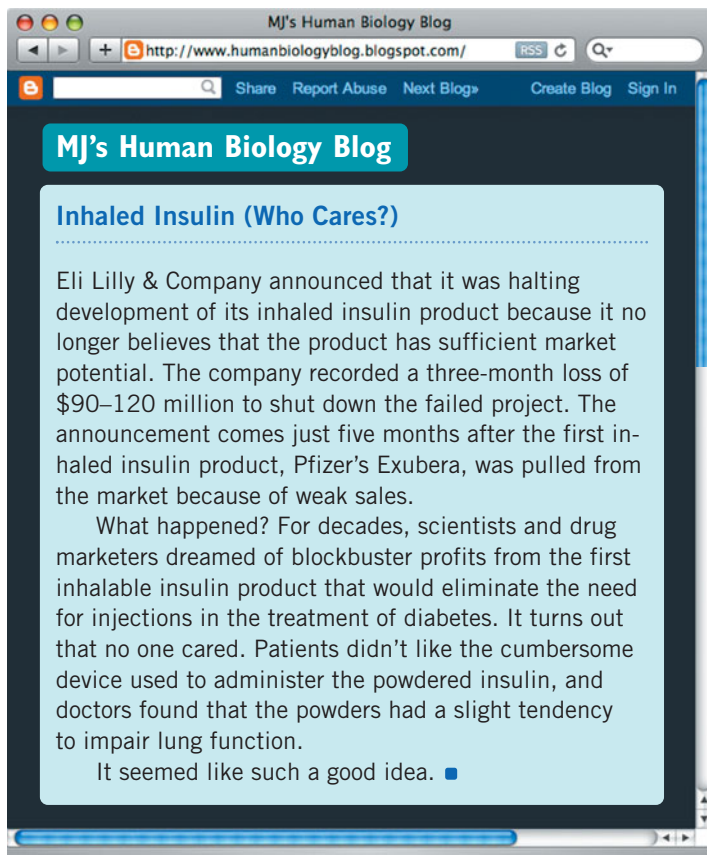 MJ's Human Biology Blog
http://www.humanbiologyblog.blogspot.com/ RSS
Share Report Abuse Next Blog» Create Blog Sign In
MJ's Human Biology Blog
Inhaled Insulin (Who Cares?)
Eli Lilly & Company announced that it was halting
development of its inhaled insulin product because it no
longer believes that the product has sufficient market
potential. The company recorded a three-month loss of
$90–120 million to shut down the failed project. The
announcement comes just five months after the first in-
haled insulin product, Pfizer's Exubera, was pulled from
the market because of weak sales.
What happened? For decades, scientists and drug
marketers dreamed of blockbuster profits from the first
inhalable insulin product that would eliminate the need
for injections in the treatment of diabetes. It turns out
that no one cared. Patients didn't like the cumbersome
device used to administer the powdered insulin, and
doctors found that the powders had a slight tendency
to impair lung function.
It seemed like such a good idea.